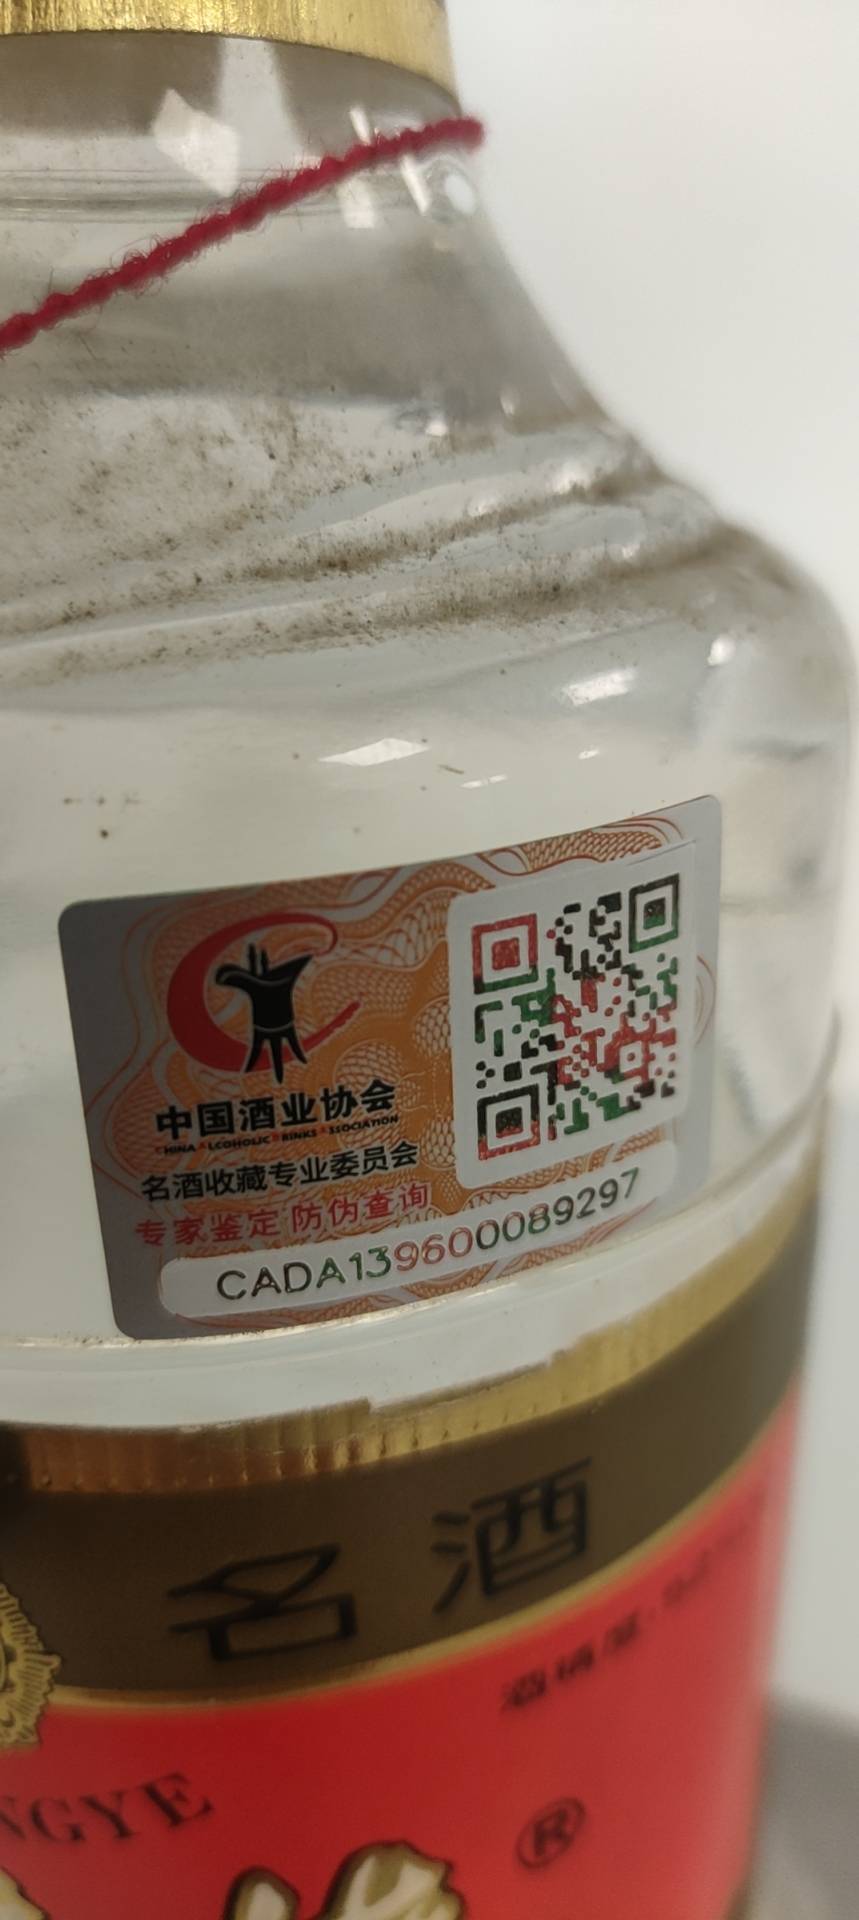 中国酒业协会
CHINA ALCOHOLIC DRINKS ASSOCIATION
名酒收藏专业委员会
专家鉴定 防伪查询
CADA139600089297
名酒
NGYE
®